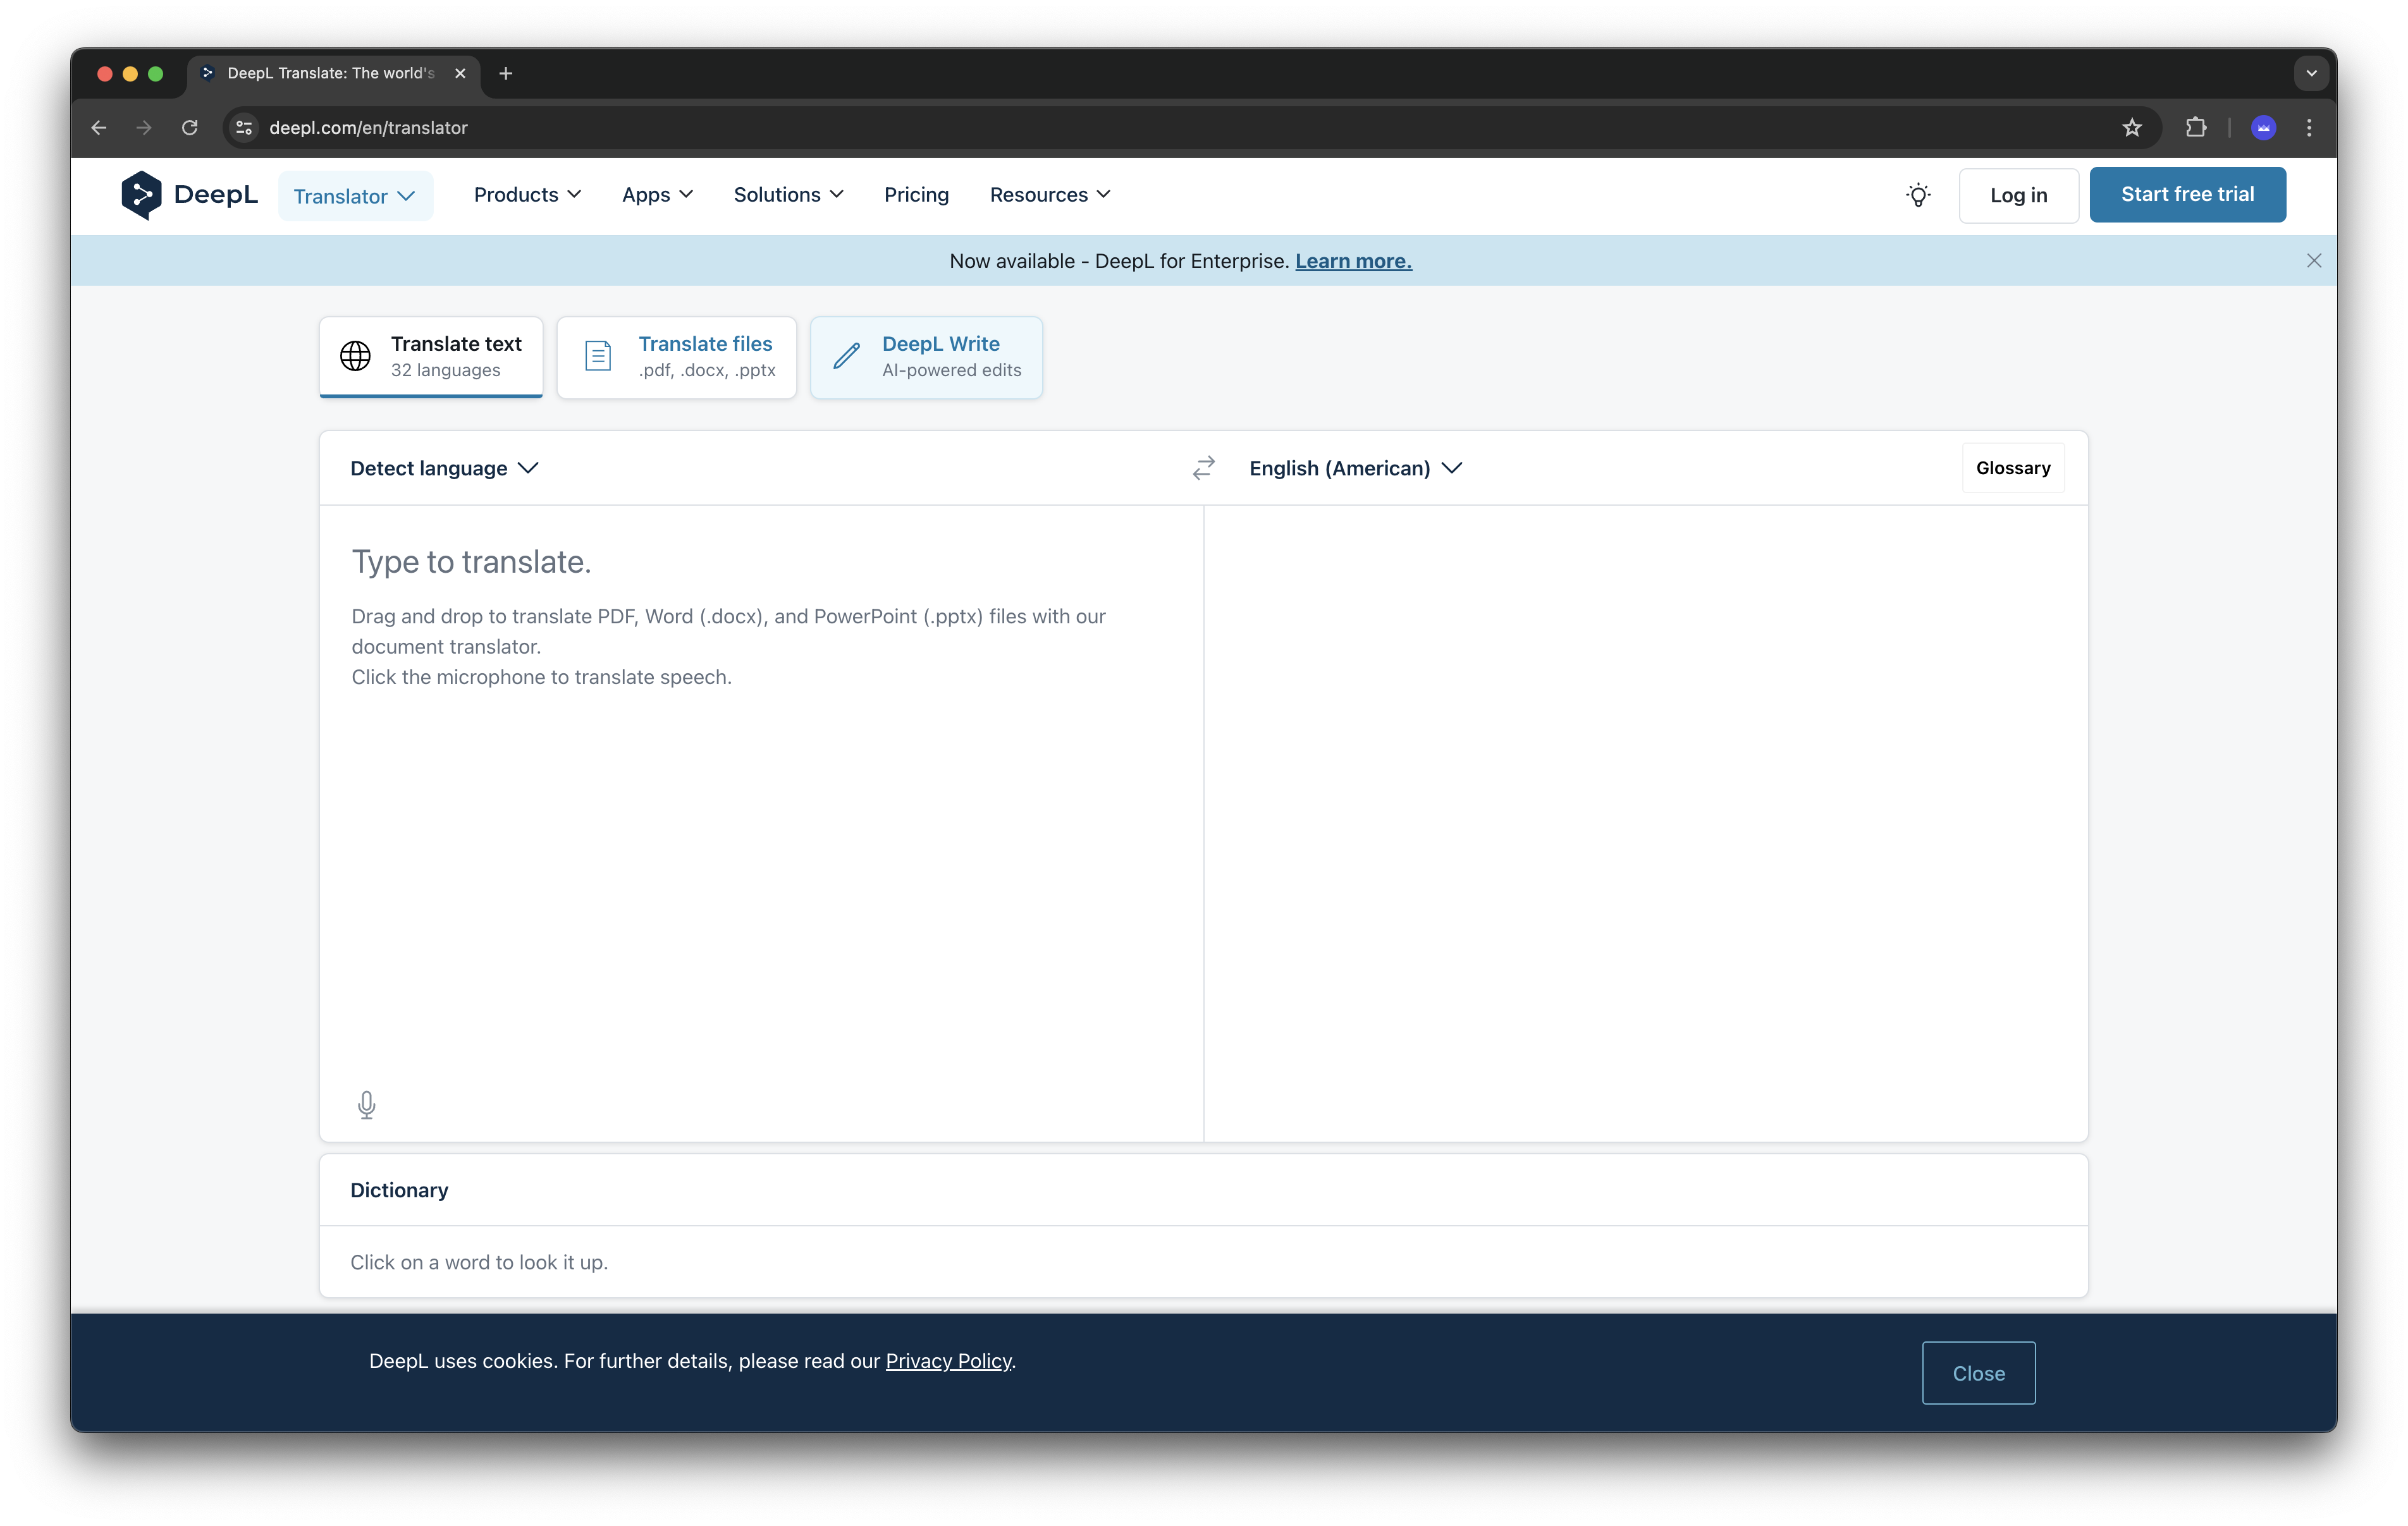 DeepL Translate: The world's
deepl.com/en/translator
DeepL
Translator
Products
Apps
Solutions
Pricing
Resources
Log in
Start free trial
Now available - DeepL for Enterprise. Learn more.
Translate text
32 languages
Translate files
.pdf, .docx, .pptx
DeepL Write
AI-powered edits
Detect language
English (American)
Glossary
Type to translate.
Drag and drop to translate PDF, Word (.docx), and PowerPoint (.pptx) files with our
document translator.
Click the microphone to translate speech.
Dictionary
Click on a word to look it up.
DeepL uses cookies. For further details, please read our Privacy Policy.
Close